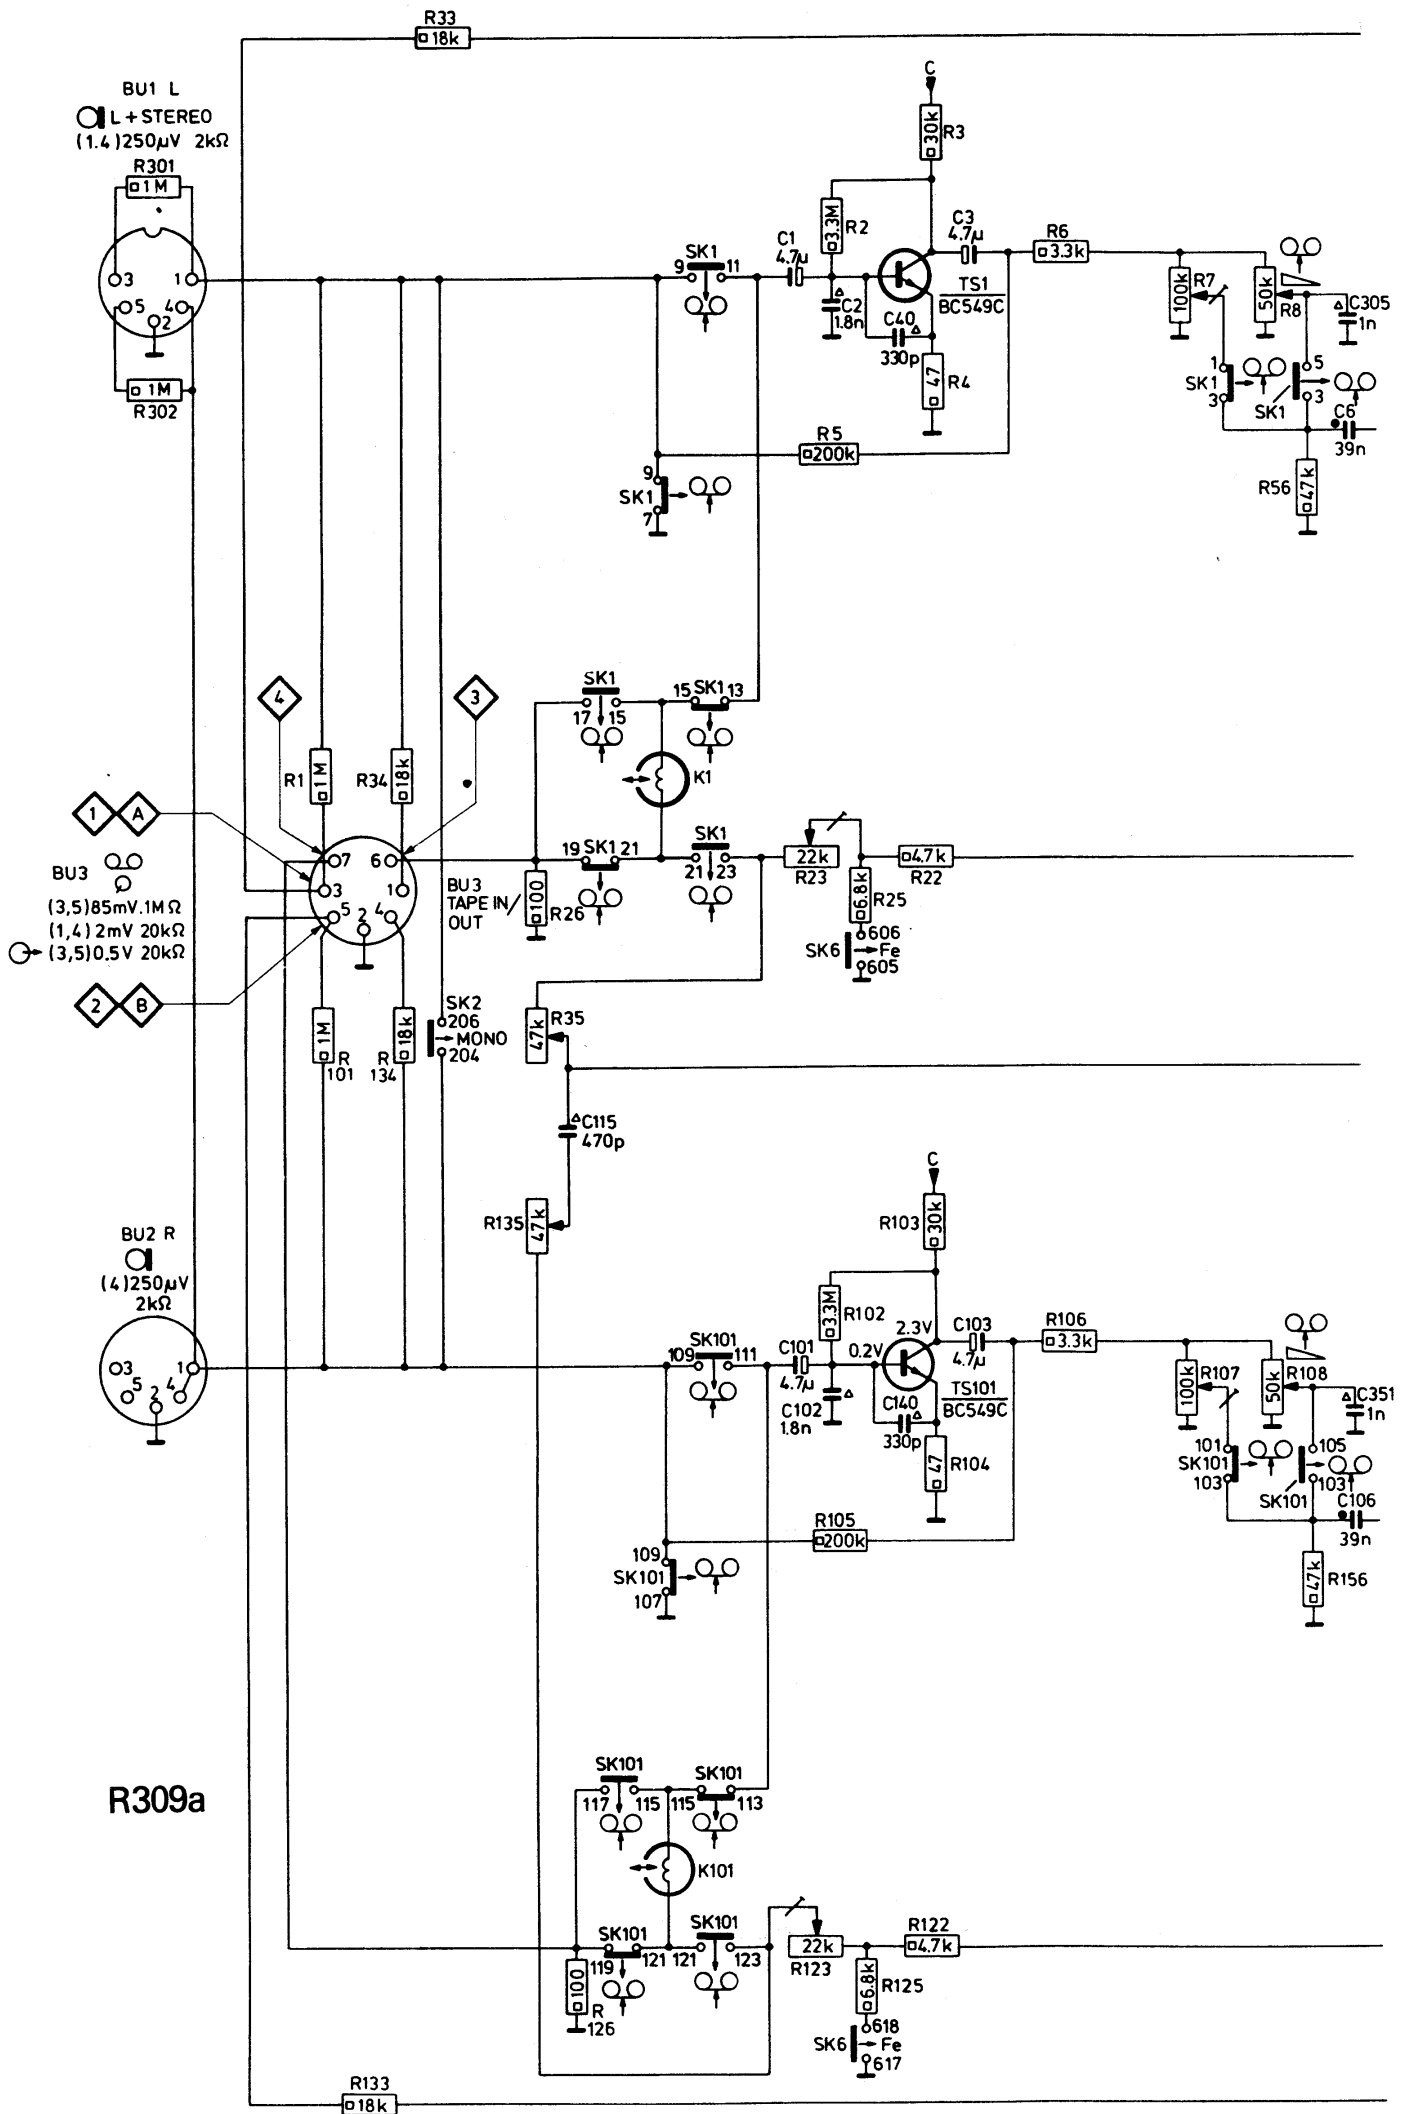 R33
18k
BU1 L
L+STEREO
(1.4)250µV 2kΩ
R301
1M
3 1
5 4
2
1M
R302
C
30k
R3
3.3M
R2
C1
4.7µ
C3
4.7µ
R6
3.3k
SK1
9 11
TS1
BC549C
C2
1.8n
C40
330p
47
R4
100k
R7
50k
R8
C305
1n
1
SK1
3
5
3
SK1
C6
39n
R5
200k
9
SK1
7
R56
47k
4
3
SK1
17 15
15 SK1 13
K1
R1
1M
R34
18k
1 A
BU3
(3,5)85mV.1MΩ
(1,4)2mV 20kΩ
(3,5)0.5V 20kΩ
7 6
3 1
5 2 4
BU3
TAPE IN/
OUT
19 SK1 21
SK1
21 23
100
R26
22k
R23
4.7k
R22
6.8k
R25
606
SK6 Fe
605
2 B
1M
R
101
18k
R
134
SK2
206
MONO
204
47k
R35
C115
470p
R135
47k
C
R103
30k
BU2 R
(4)250µV
2kΩ
3 1
5 2 4
3.3M
R102
2.3V
C103
4.7µ
R106
3.3k
SK101
109 111
C101
4.7µ
0.2V
TS101
BC549C
C102
1.8n
C140
330p
47
R104
100k
R107
50k
R108
C351
1n
101
SK101
103
105
103
SK101
C106
39n
R105
200k
109
SK101
107
47k
R156
R309a
SK101
117 115
SK101
115 113
K101
SK101
119 121
SK101
121 123
22k
R123
R122
4.7k
100
R
126
6.8k
R125
618
SK6 Fe
617
R133
18k